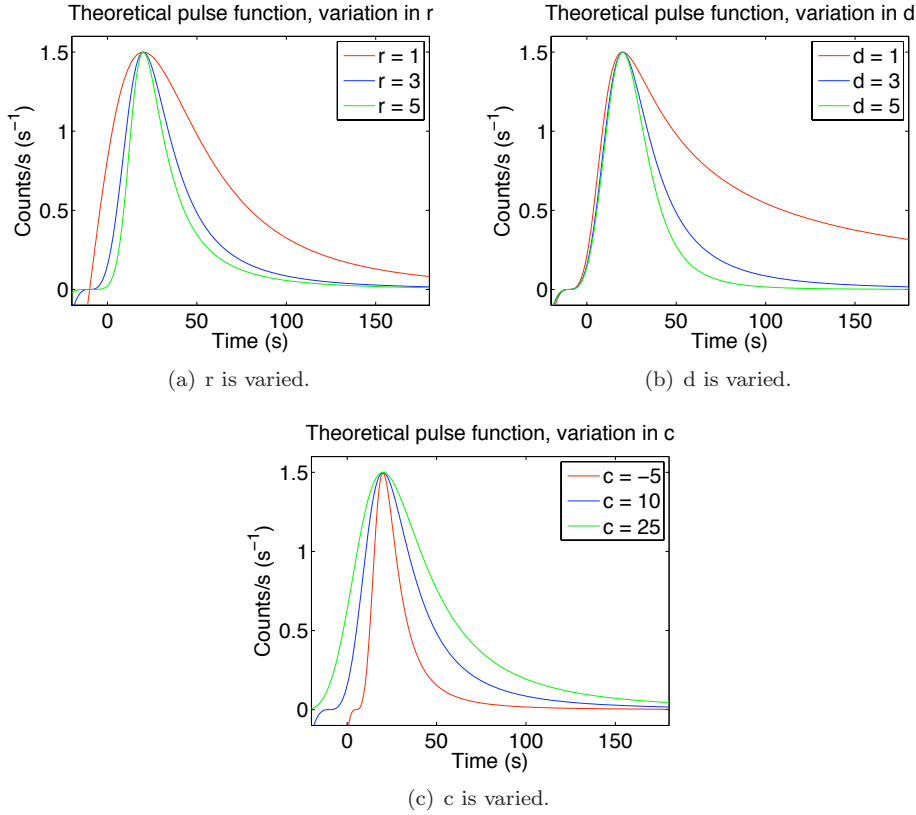 Theoretical pulse function, variation in r
Counts/s (s⁻¹)
1.5
1
0.5
0
0
50
100
150
Time (s)
r = 1
r = 3
r = 5
(a) r is varied.
Theoretical pulse function, variation in d
Counts/s (s⁻¹)
1.5
1
0.5
0
0
50
100
150
Time (s)
d = 1
d = 3
d = 5
(b) d is varied.
Theoretical pulse function, variation in c
Counts/s (s⁻¹)
1.5
1
0.5
0
0
50
100
150
Time (s)
c = −5
c = 10
c = 25
(c) c is varied.